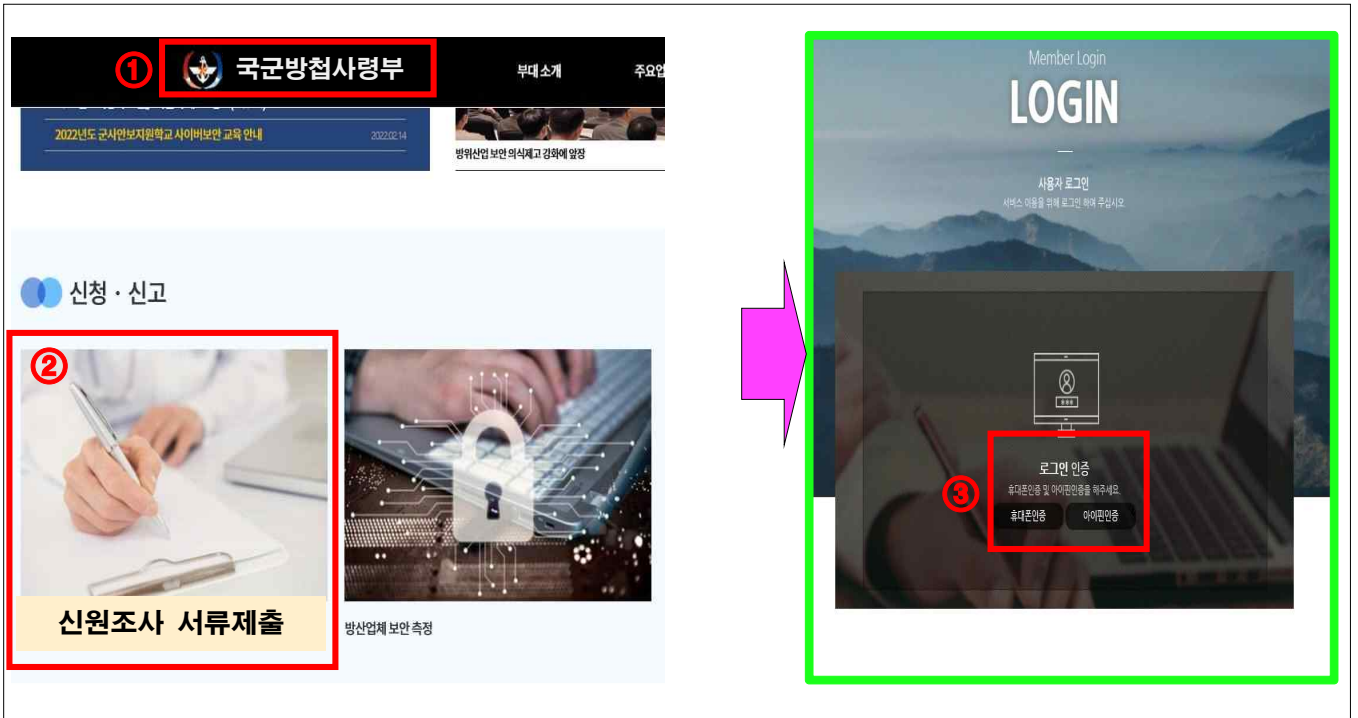 ① 국군방첩사령부
부대소개
주요업
2022년도 군사안보지원학교 사이버보안 교육 안내
2022.02.14
방위산업 보안 의식제고 강화에 앞장
신청 · 신고
②
신원조사 서류제출
방산업체 보안 측정
Member Login
LOGIN
사용자 로그인
서비스 이용을 위해 로그인 하여 주십시오
로그인 인증
③
휴대폰인증 및 아이핀인증을 해주세요.
휴대폰인증
아이핀인증